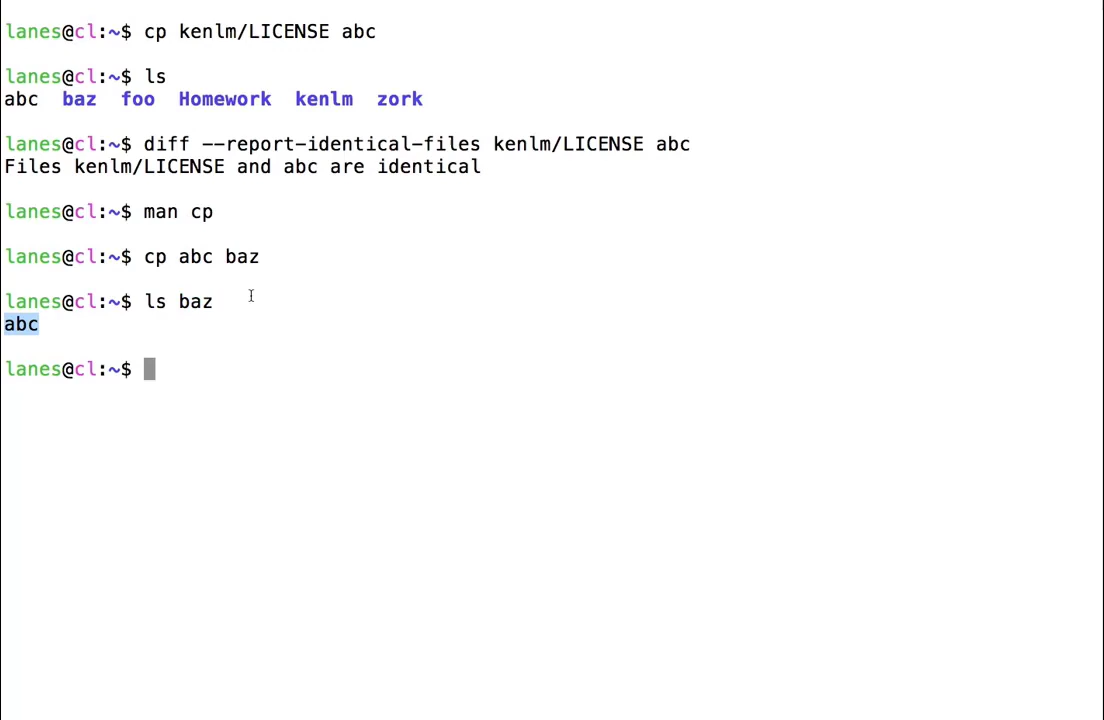 lanes@cl:~$ cp kenlm/LICENSE abc
lanes@cl:~$ ls
abc  baz  foo  Homework  kenlm  zork
lanes@cl:~$ diff --report-identical-files kenlm/LICENSE abc
Files kenlm/LICENSE and abc are identical
lanes@cl:~$ man cp
lanes@cl:~$ cp abc baz
lanes@cl:~$ ls baz
abc
lanes@cl:~$